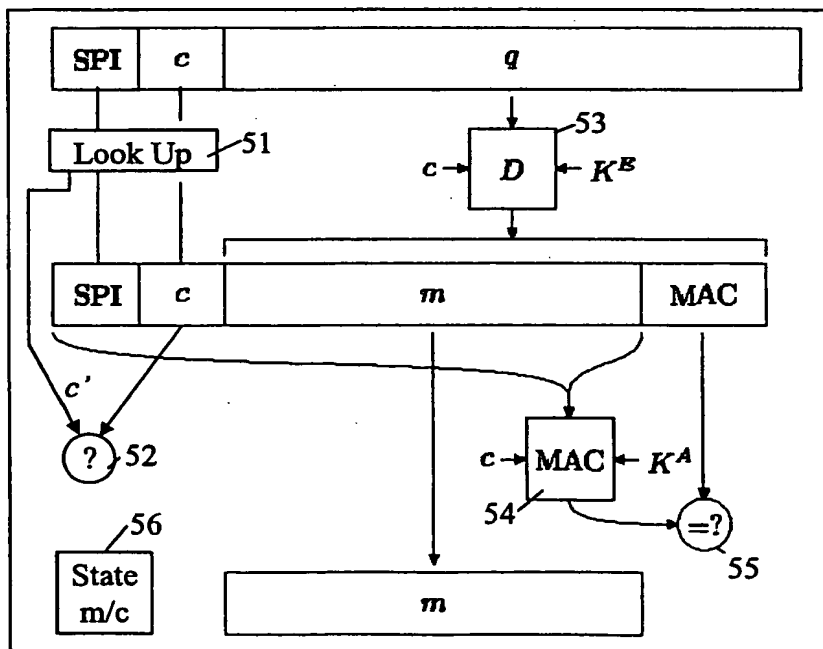 SPI c q
Look Up 51
53
c D K^E
SPI c m MAC
c'
? 52
c MAC K^A
54
=?
55
56
State
m/c
m